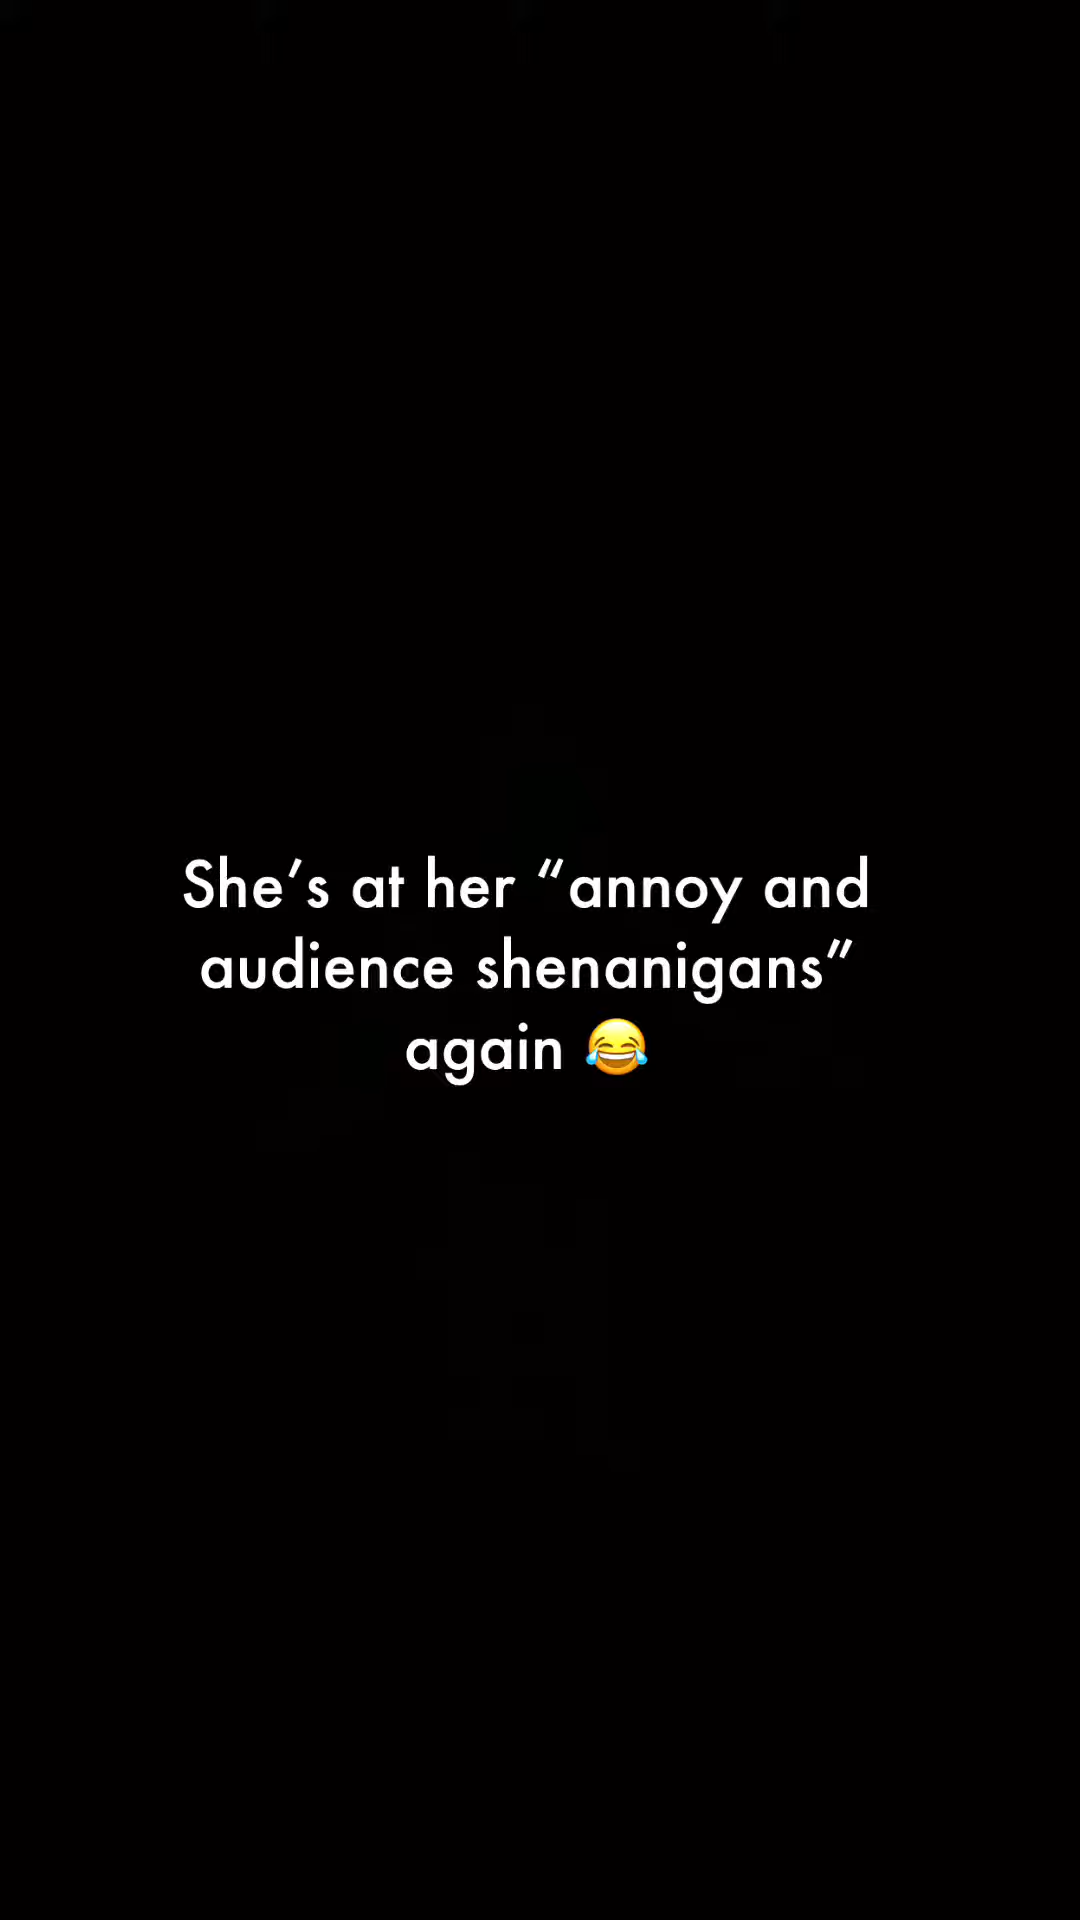 She’s at her “annoy and
audience shenanigans”
again 😂